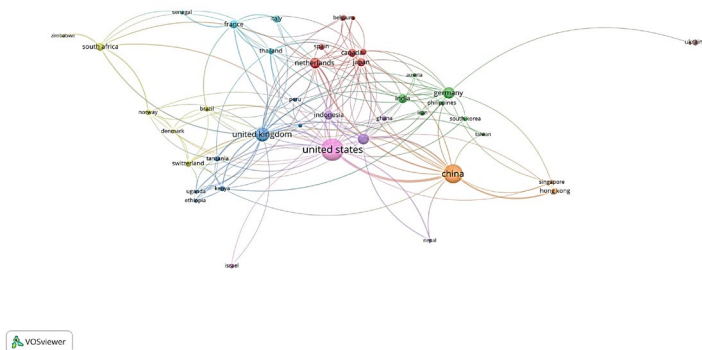 senegal
italy
belgium
france
zimbabwe
south africa
spain
canada
thailand
netherlands
japan
austria
germany
india
peru
philippines
norway
brazil
indonesia
ghana
south korea
denmark
united kingdom
taiwan
united states
switzerland
tanzania
china
singapore
uganda
kenya
hong kong
ethiopia
nepal
israel
VOSviewer